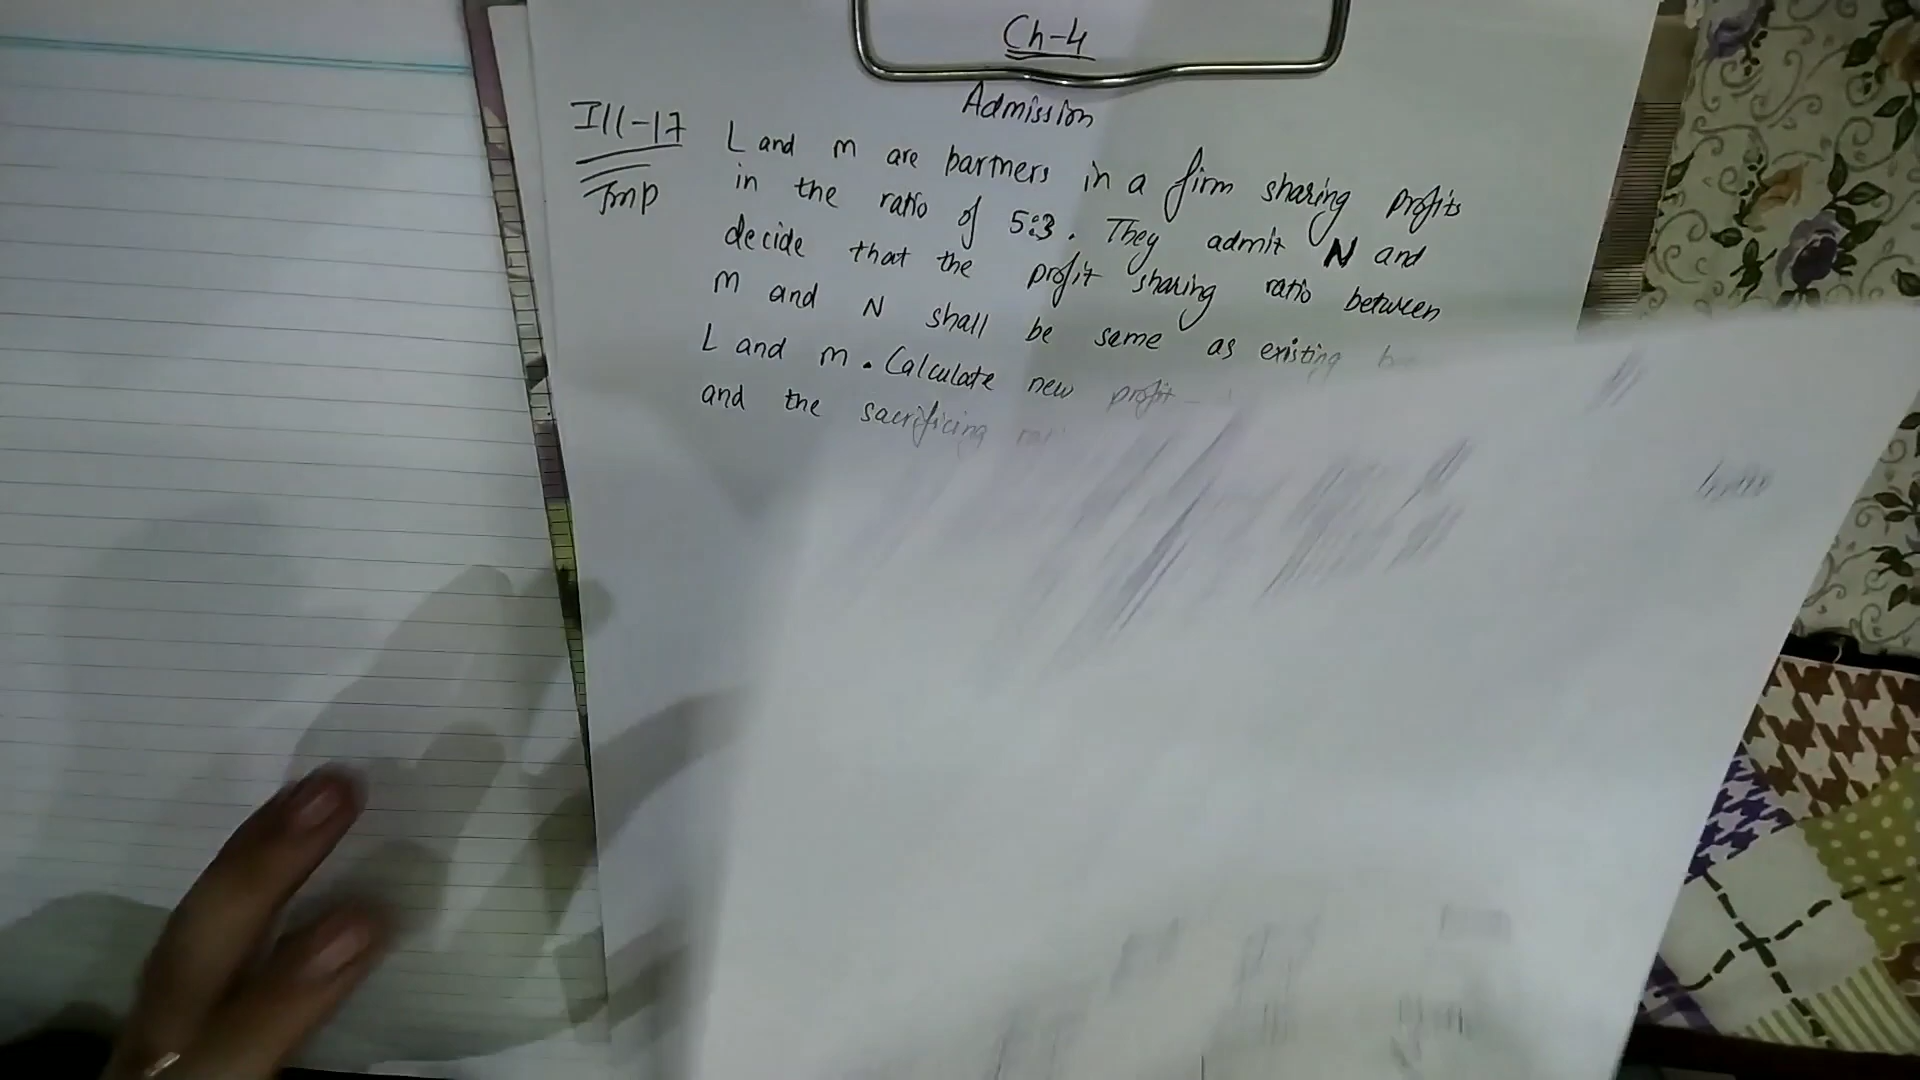 Ch-4
Admission
Ill-17
Imp
L and m are partners in a firm sharing profits
in the ratio of 5:3. They admit N and
decide that the profit sharing ratio between
m and N shall be same as existing
L and m. Calculate new profit
and the sacrificing